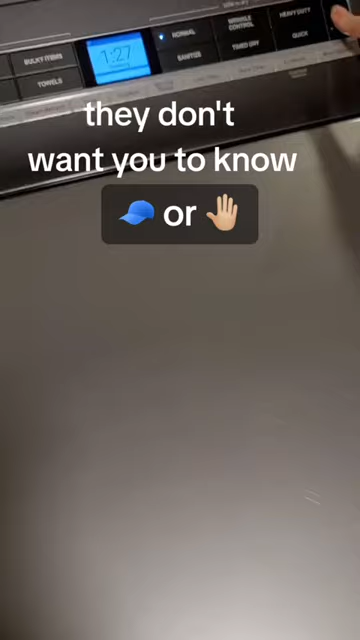 BULKY ITEMS
TOWELS
1:27
NORMAL
SANITIZE
WRINKLE
CONTROL
TIMED DRY
HEAVY DUTY
QUICK
they don't
want you to know
🧢 or 🤚🏼